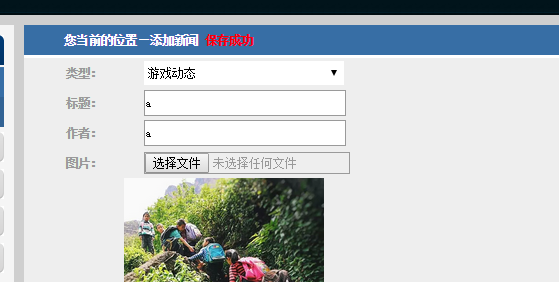 您当前的位置—添加新闻 保存成功
类型： 游戏动态
标题： a
作者： a
图片： 选择文件 未选择任何文件